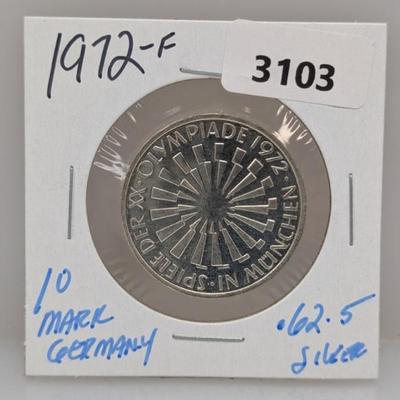 1972-F
3103
·SPIELE DER XX·OLYMPIADE 1972·IN MÜNCHEN
10
MARK
GERMANY
.62.5
Silver